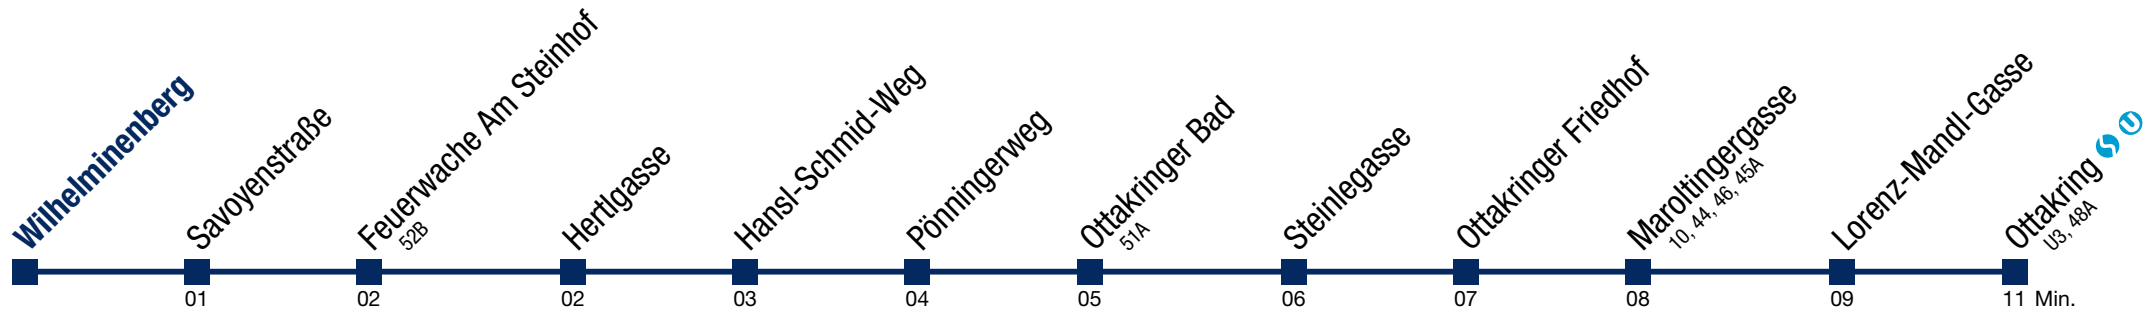 Wilhelminenberg
Savoyenstraße
Feuerwache Am Steinhof
52B
Hertlgasse
Hansl-Schmid-Weg
Pönningerweg
Ottakringer Bad
51A
Steinlegasse
Ottakringer Friedhof
Maroltingergasse
10, 44, 46, 45A
Lorenz-Mandl-Gasse
Ottakring S U
U3, 48A
01 02 02 03 04 05 06 07 08 09 11 Min.